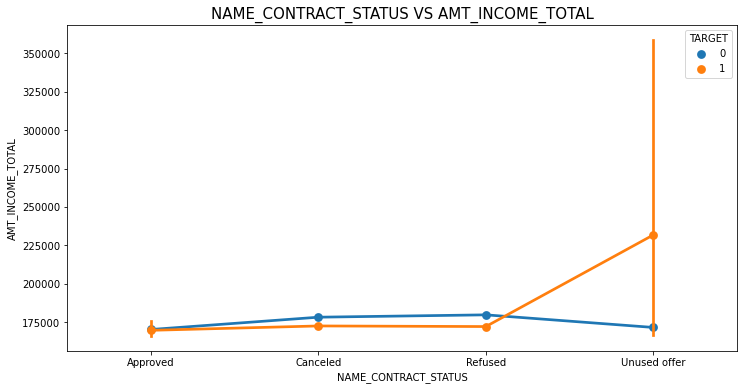 NAME_CONTRACT_STATUS VS AMT_INCOME_TOTAL
TARGET
0
1
350000
325000
300000
275000
250000
225000
200000
175000
AMT_INCOME_TOTAL
Approved
Canceled
Refused
Unused offer
NAME_CONTRACT_STATUS